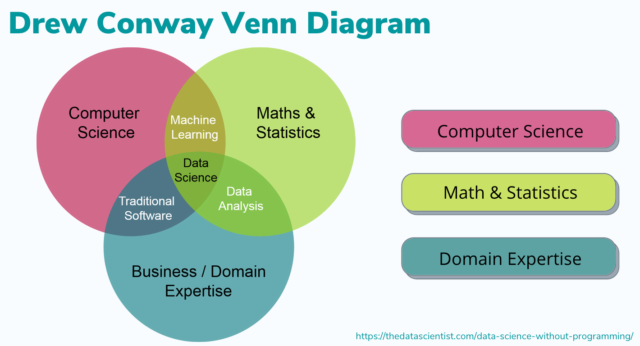 Drew Conway Venn Diagram
Computer
Science
Machine
Learning
Maths &
Statistics
Data
Science
Traditional
Software
Data
Analysis
Business / Domain
Expertise
Computer Science
Math & Statistics
Domain Expertise
https://thedatascientist.com/data-science-without-programming/